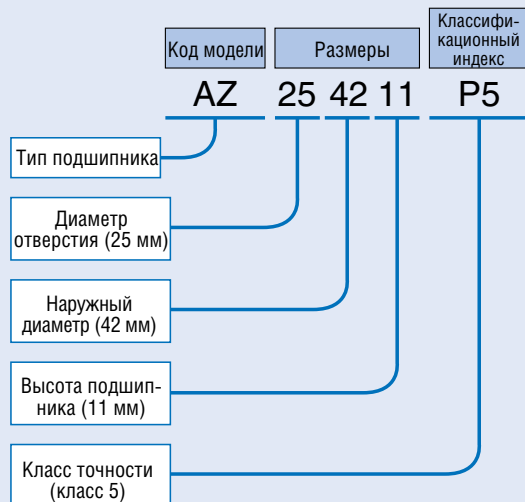 Код модели
Размеры
Классифи-
кационный
индекс
AZ 25 42 11 P5
Тип подшипника
Диаметр
отверстия (25 мм)
Наружный
диаметр (42 мм)
Высота подшип-
ника (11 мм)
Класс точности
(класс 5)